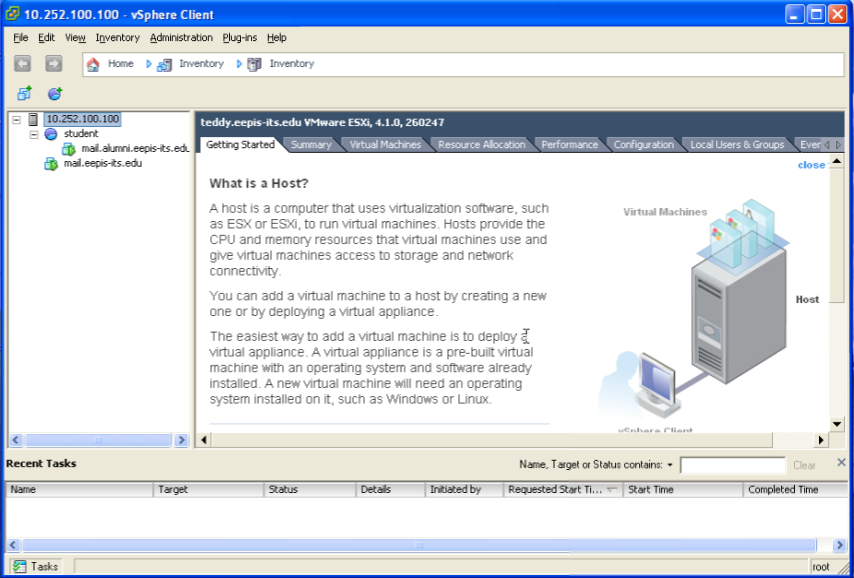 10.252.100.100 - vSphere Client
File Edit View Inventory Administration Plug-ins Help
Home Inventory Inventory
10.252.100.100
student
mail.alumni.eepis-its.edu
mail.eepis-its.edu
teddy.eepis-its.edu VMware ESXi, 4.1.0, 260247
Getting Started Summary Virtual Machines Resource Allocation Performance Configuration Local Users & Groups Even
close
What is a Host?
A host is a computer that uses virtualization software, such
as ESX or ESXi, to run virtual machines. Hosts provide the
CPU and memory resources that virtual machines use and
give virtual machines access to storage and network
connectivity.
You can add a virtual machine to a host by creating a new
one or by deploying a virtual appliance.
The easiest way to add a virtual machine is to deploy a
virtual appliance. A virtual appliance is a pre-built virtual
machine with an operating system and software already
installed. A new virtual machine will need an operating
system installed on it, such as Windows or Linux.
Virtual Machines
Host
vSphere Client
Recent Tasks
Name, Target or Status contains:
Clear
Name Target Status Details Initiated by Requested Start Ti... Start Time Completed Time
Tasks
root